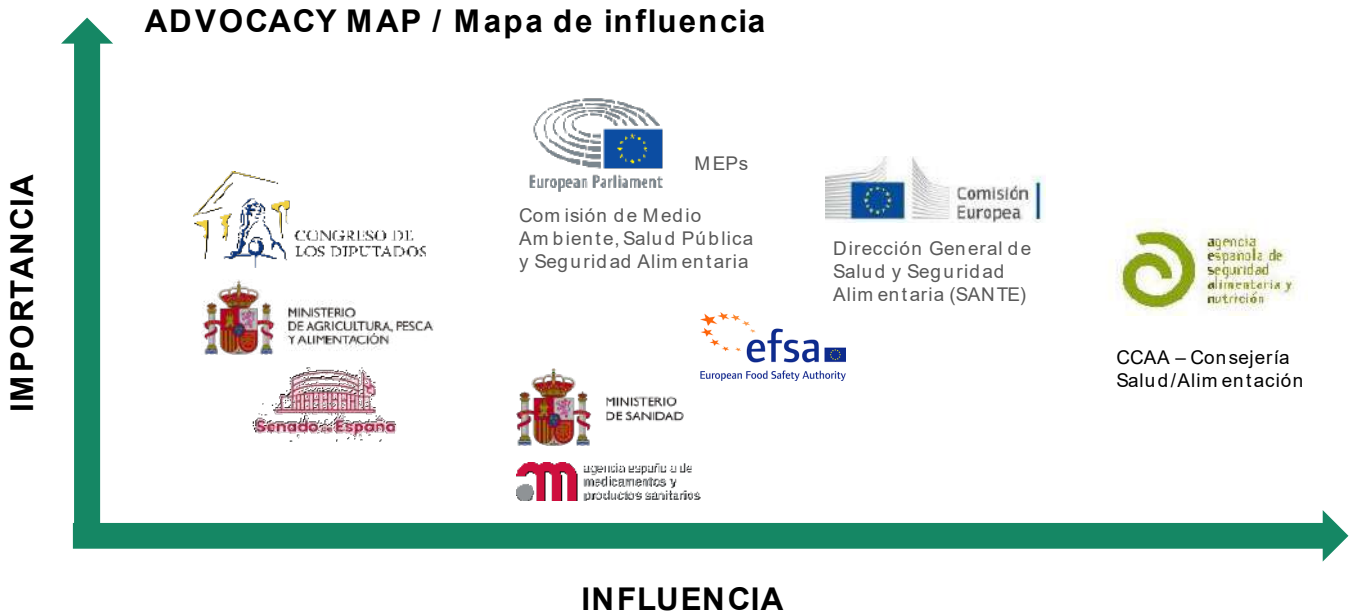 ADVOCACY MAP / Mapa de influencia
IMPORTANCIA
European Parliament
MEPs
Comisión de Medio
Ambiente, Salud Pública
y Seguridad Alimentaria
Comisión
Europea
Dirección General de
Salud y Seguridad
Alimentaria (SANTE)
CONGRESO DE
LOS DIPUTADOS
agencia
española de
seguridad
alimentaria y
nutrición
CCAA – Consejería
Salud/Alimentación
MINISTERIO
DE AGRICULTURA, PESCA
Y ALIMENTACIÓN
efsa
European Food Safety Authority
Senado de España
MINISTERIO
DE SANIDAD
am
agencia española de
medicamentos y
productos sanitarios
INFLUENCIA